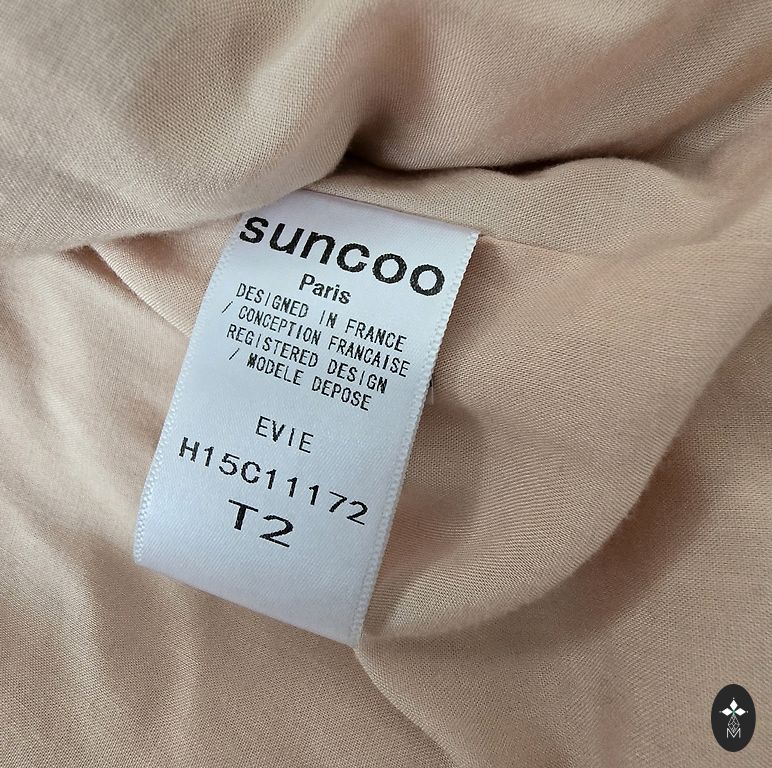 suncoo
Paris
DESIGNED IN FRANCE
/ CONCEPTION FRANCAISE
REGISTERED DESIGN
/ MODELE DEPOSE
EVIE
H15C11172
T2
M